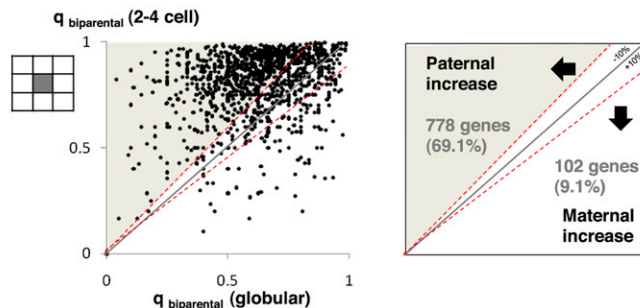 q biparental (2-4 cell)
1
0.5
0
0
0.5
1
q biparental (globular)
Paternal
increase
778 genes
(69.1%)
-10%
+10%
102 genes
(9.1%)
Maternal
increase